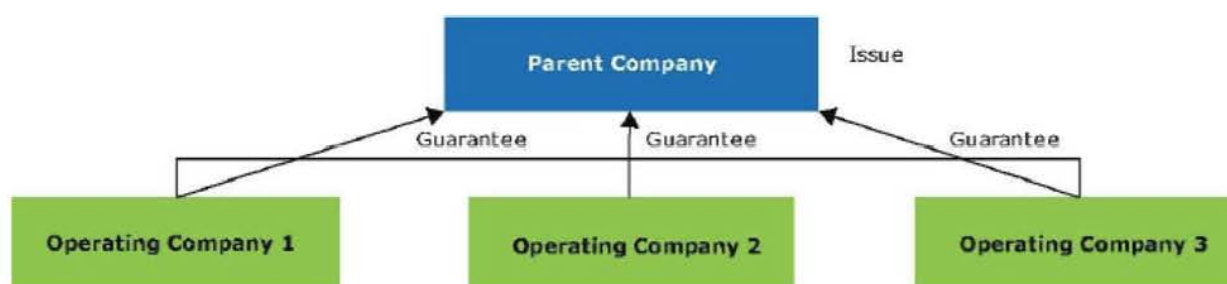 Parent Company
Issue
Guarantee
Guarantee
Guarantee
Operating Company 1
Operating Company 2
Operating Company 3